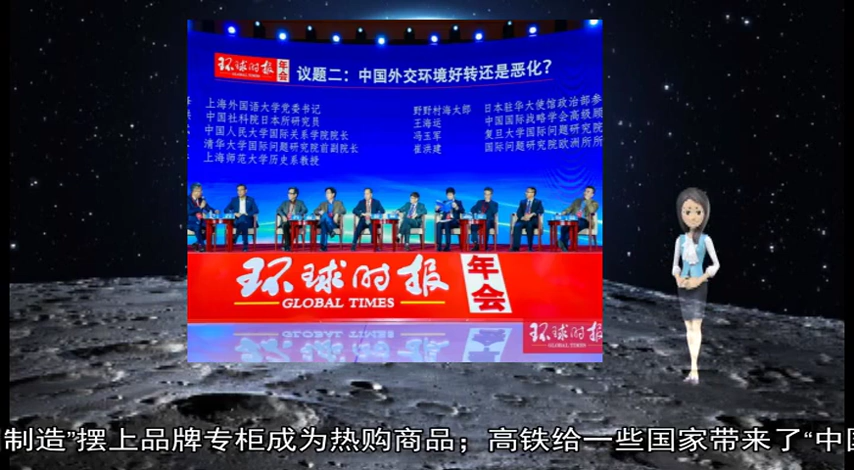 环球时报
GLOBAL TIMES
年会
议题二：中国外交环境好转还是恶化？
上海外国语大学党委书记
中国社科院日本所研究员
中国人民大学国际关系学院院长
清华大学国际问题研究院前副院长
上海师范大学历史系教授
野野村海太郎 日本驻华大使馆政治部参
王海运 中国国际战略学会高级顾
冯玉军 复旦大学国际问题研究院
崔洪建 国际问题研究院欧洲所所
环球时报
GLOBAL TIMES
年会
环球时报
GLOBAL TIMES
制造”摆上品牌专柜成为热购商品；高铁给一些国家带来了“中